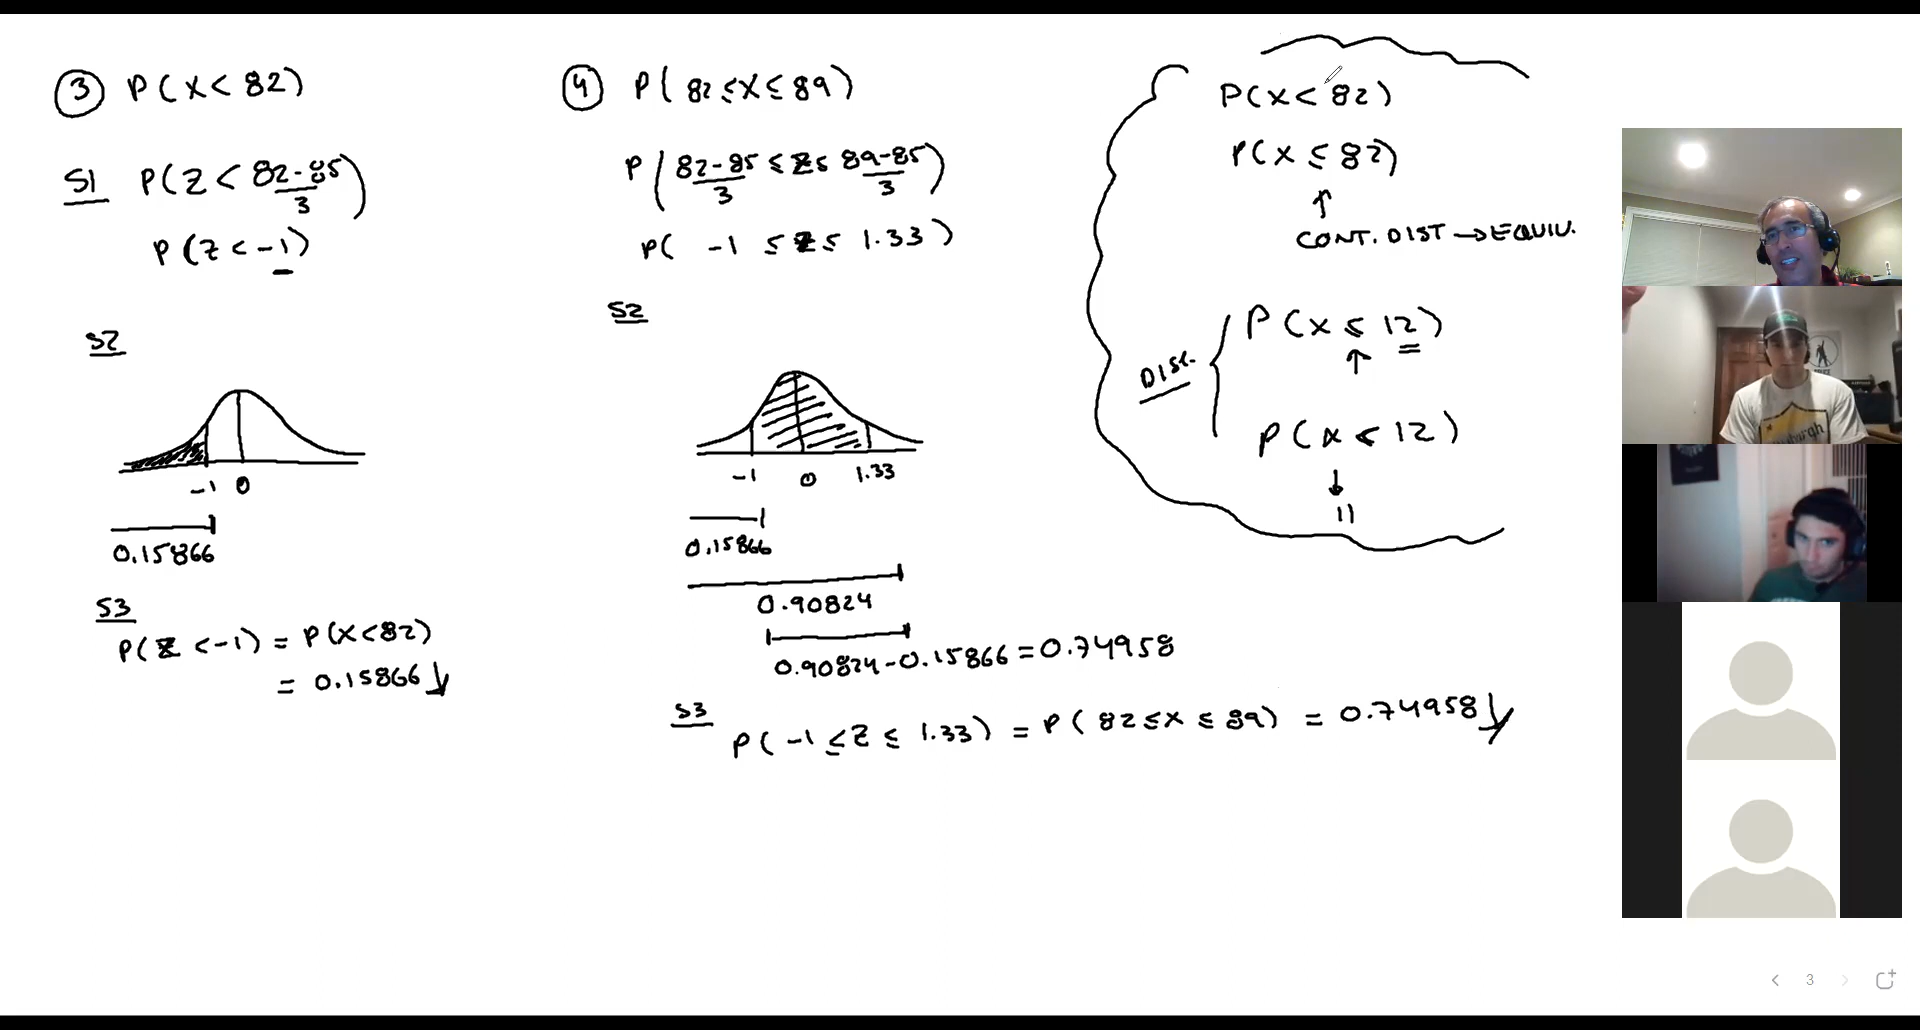 ③ P(X < 82)
S1 P(Z < 82-85/3)
P(Z < -1)
S2
-1 0
0.15866
S3
P(Z < -1) = P(X < 82)
= 0.15866
④ P(82 ≤ X ≤ 89)
P(82-85/3 ≤ Z ≤ 89-85/3)
P(-1 ≤ Z ≤ 1.33)
S2
-1 0 1.33
0.15866
0.90824
0.90824-0.15866 = 0.74958
S3
P(-1 ≤ Z ≤ 1.33) = P(82 ≤ X ≤ 89) = 0.74958
P(X < 82)
P(X ≤ 82)
↑
CONT. DIST → EQUIV.
DISC.
P(X ≤ 12)
↑
P(X < 12)
↓
11
3